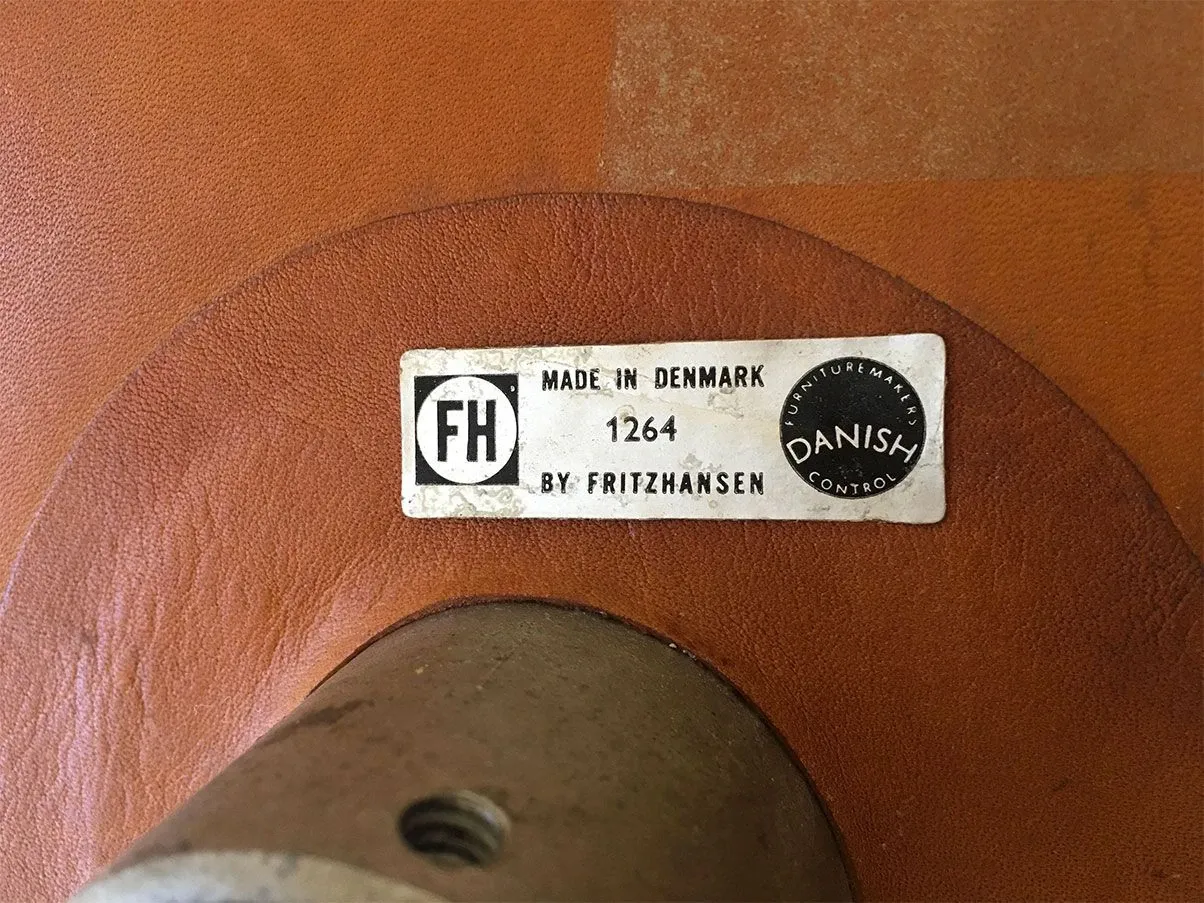 FH
MADE IN DENMARK
1264
BY FRITZHANSEN
FURNITUREMAKERS
DANISH
CONTROL